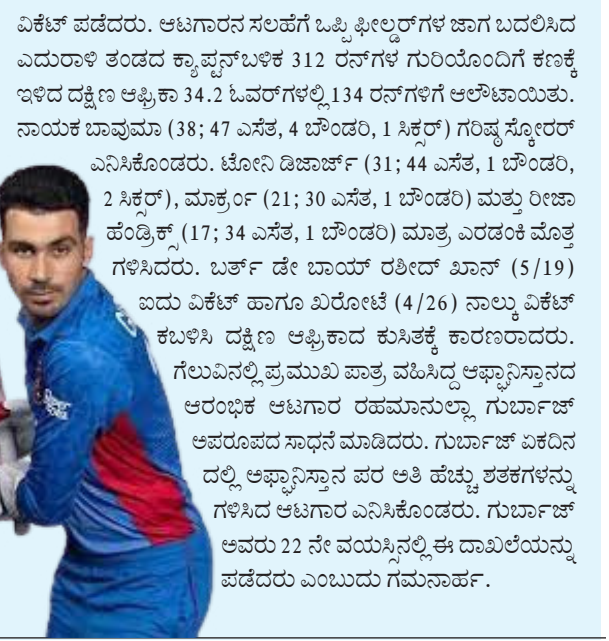 ವಿಕೆಟ್ ಪಡೆದರು. ಆಟಗಾರನ ಸಲಹೆಗೆ ಒಪ್ಪಿ ಫೀಲ್ಡರ್‌ಗಳ ಜಾಗ ಬದಲಿಸಿದ
ಎದುರಾಳಿ ತಂಡದ ಕ್ಯಾಪ್ಟನ್‌ಬಳಿಕ 312 ರನ್‌ಗಳ ಗುರಿಯೊಂದಿಗೆ ಕಣಕ್ಕೆ
ಇಳಿದ ದಕ್ಷಿಣ ಆಫ್ರಿಕಾ 34.2 ಓವರ್‌ಗಳಲ್ಲಿ 134 ರನ್‌ಗಳಿಗೆ ಆಲೌಟಾಯಿತು.
ನಾಯಕ ಬಾವುಮಾ (38; 47 ಎಸೆತ, 4 ಬೌಂಡರಿ, 1 ಸಿಕ್ಸರ್) ಗರಿಷ್ಠ ಸ್ಕೋರರ್
ಎನಿಸಿಕೊಂಡರು. ಟೋನಿ ಡಿಜಾರ್ಜ್ (31; 44 ಎಸೆತ, 1 ಬೌಂಡರಿ,
2 ಸಿಕ್ಸರ್), ಮಾರ್ಕ್ರಂ (21; 30 ಎಸೆತ, 1 ಬೌಂಡರಿ) ಮತ್ತು ರೀಜಾ
ಹೆಂಡ್ರಿಕ್ಸ್ (17; 34 ಎಸೆತ, 1 ಬೌಂಡರಿ) ಮಾತ್ರ ಎರಡಂಕಿ ಮೊತ್ತ
ಗಳಿಸಿದರು. ಬರ್ತ್ ಡೇ ಬಾಯ್ ರಶೀದ್ ಖಾನ್ (5/19)
ಐದು ವಿಕೆಟ್ ಹಾಗೂ ಖರೋಟೆ (4/26) ನಾಲ್ಕು ವಿಕೆಟ್
ಕಬಳಿಸಿ ದಕ್ಷಿಣ ಆಫ್ರಿಕಾದ ಕುಸಿತಕ್ಕೆ ಕಾರಣರಾದರು.
ಗೆಲುವಿನಲ್ಲಿ ಪ್ರಮುಖ ಪಾತ್ರ ವಹಿಸಿದ್ದ ಆಫ್ಘಾನಿಸ್ತಾನದ
ಆರಂಭಿಕ ಆಟಗಾರ ರಹಮಾನುಲ್ಲಾ ಗುರ್ಬಾಜ್
ಅಪರೂಪದ ಸಾಧನೆ ಮಾಡಿದರು. ಗುರ್ಬಾಜ್ ಏಕದಿನ
ದಲ್ಲಿ ಅಫ್ಘಾನಿಸ್ತಾನ ಪರ ಅತಿ ಹೆಚ್ಚು ಶತಕಗಳನ್ನು
ಗಳಿಸಿದ ಆಟಗಾರ ಎನಿಸಿಕೊಂಡರು. ಗುರ್ಬಾಜ್
ಅವರು 22 ನೇ ವಯಸ್ಸಿನಲ್ಲಿ ಈ ದಾಖಲೆಯನ್ನು
ಪಡೆದರು ಎಂಬುದು ಗಮನಾರ್ಹ.